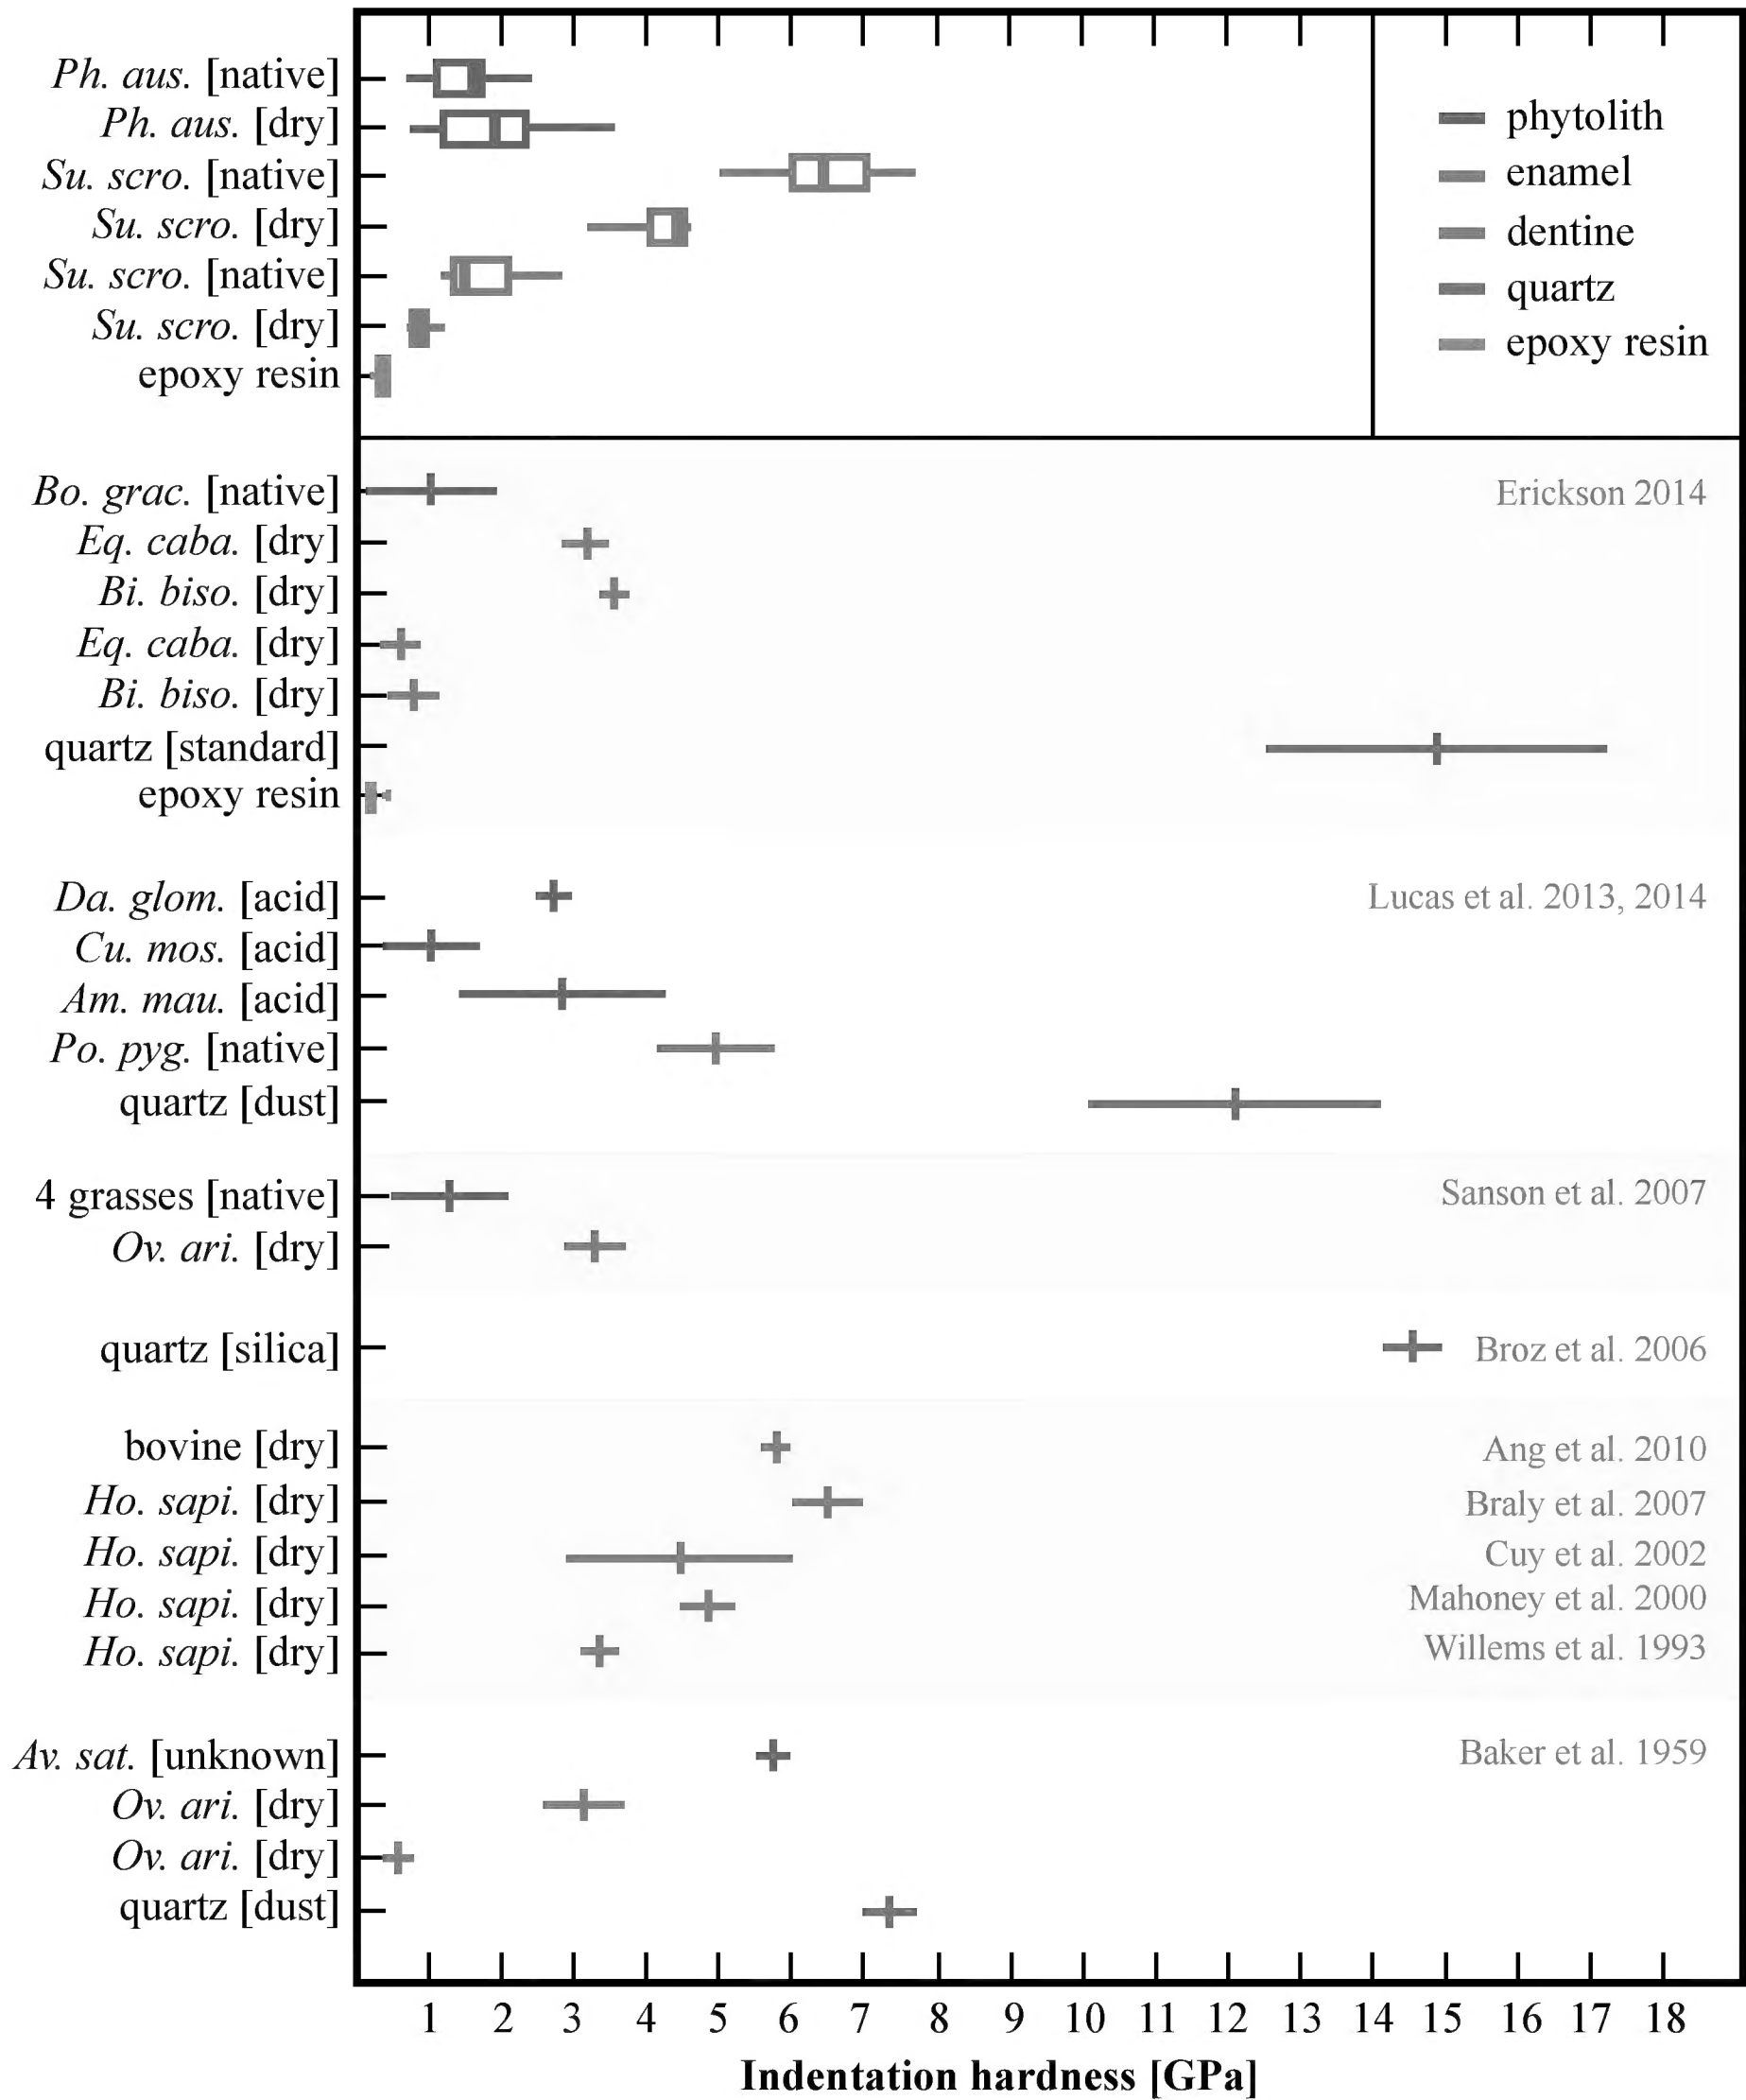 Ph. aus. [native]
Ph. aus. [dry]
Su. scro. [native]
Su. scro. [dry]
Su. scro. [native]
Su. scro. [dry]
epoxy resin
phytolith
enamel
dentine
quartz
epoxy resin
Bo. grac. [native]
Erickson 2014
Eq. caba. [dry]
Bi. biso. [dry]
Eq. caba. [dry]
Bi. biso. [dry]
quartz [standard]
epoxy resin
Da. glom. [acid]
Lucas et al. 2013, 2014
Cu. mos. [acid]
Am. mau. [acid]
Po. pyg. [native]
quartz [dust]
4 grasses [native]
Sanson et al. 2007
Ov. ari. [dry]
quartz [silica]
Broz et al. 2006
bovine [dry]
Ang et al. 2010
Ho. sapi. [dry]
Braly et al. 2007
Ho. sapi. [dry]
Cuy et al. 2002
Ho. sapi. [dry]
Mahoney et al. 2000
Ho. sapi. [dry]
Willems et al. 1993
Av. sat. [unknown]
Baker et al. 1959
Ov. ari. [dry]
Ov. ari. [dry]
quartz [dust]
1 2 3 4 5 6 7 8 9 10 11 12 13 14 15 16 17 18
Indentation hardness [GPa]